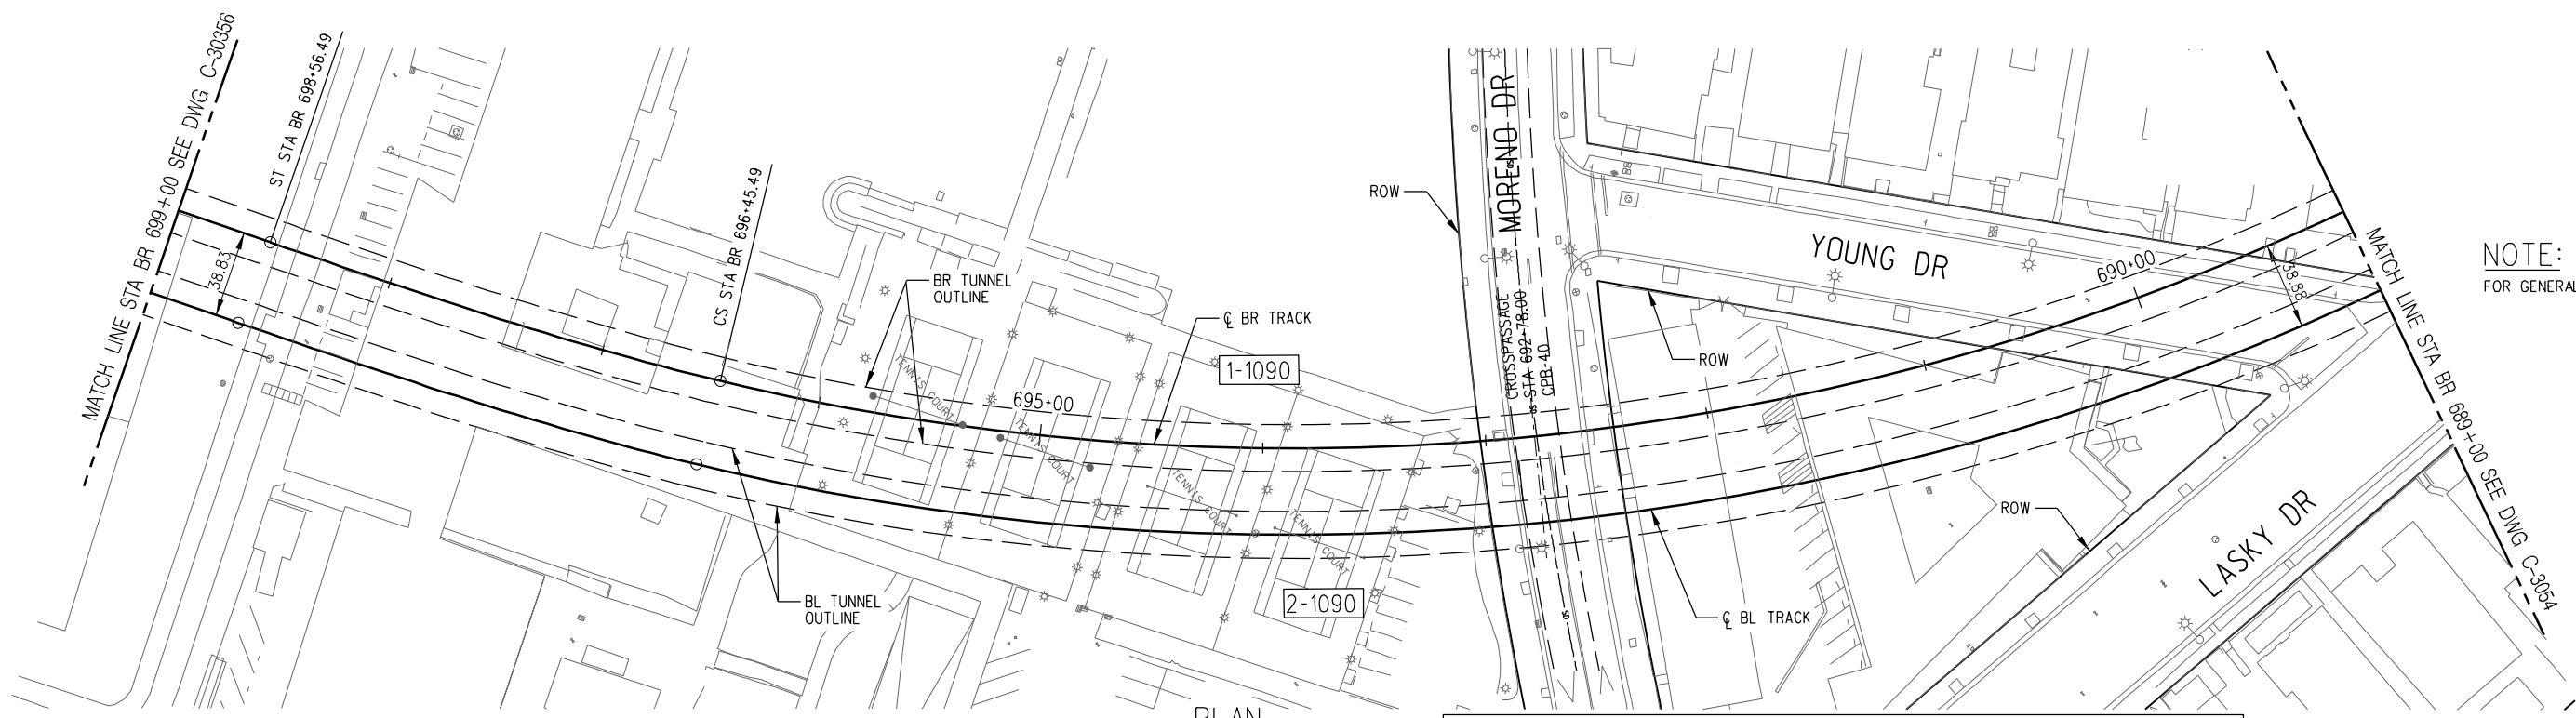 MATCH LINE STA BR 699+00 SEE DWG C-30356
ST STA BR 698+56.49
38.83
CS STA BR 696+45.49
BR TUNNEL
OUTLINE
℄ BR TRACK
1-1090
695+00
TENNIS COURT
TENNIS COURT
TENNIS COURT
TENNIS COURT
BL TUNNEL
OUTLINE
2-1090
ROW
MORENO DR
CROSSPASSAGE
STA 692+78.00
CPB-40
YOUNG DR
ROW
690+00
38.88
℄ BL TRACK
ROW
LASKY DR
MATCH LINE STA BR 689+00 SEE DWG C-3054
NOTE:
FOR GENERAL
PLAN